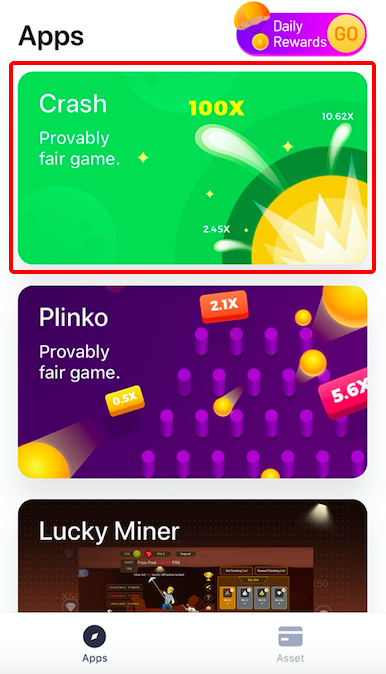 Apps
Daily
Rewards
GO
Crash
100X
10.62X
Provably
fair game.
2.45X
Plinko
2.1X
Provably
fair game.
0.5X
5.6X
Lucky Miner
Apps
Asset